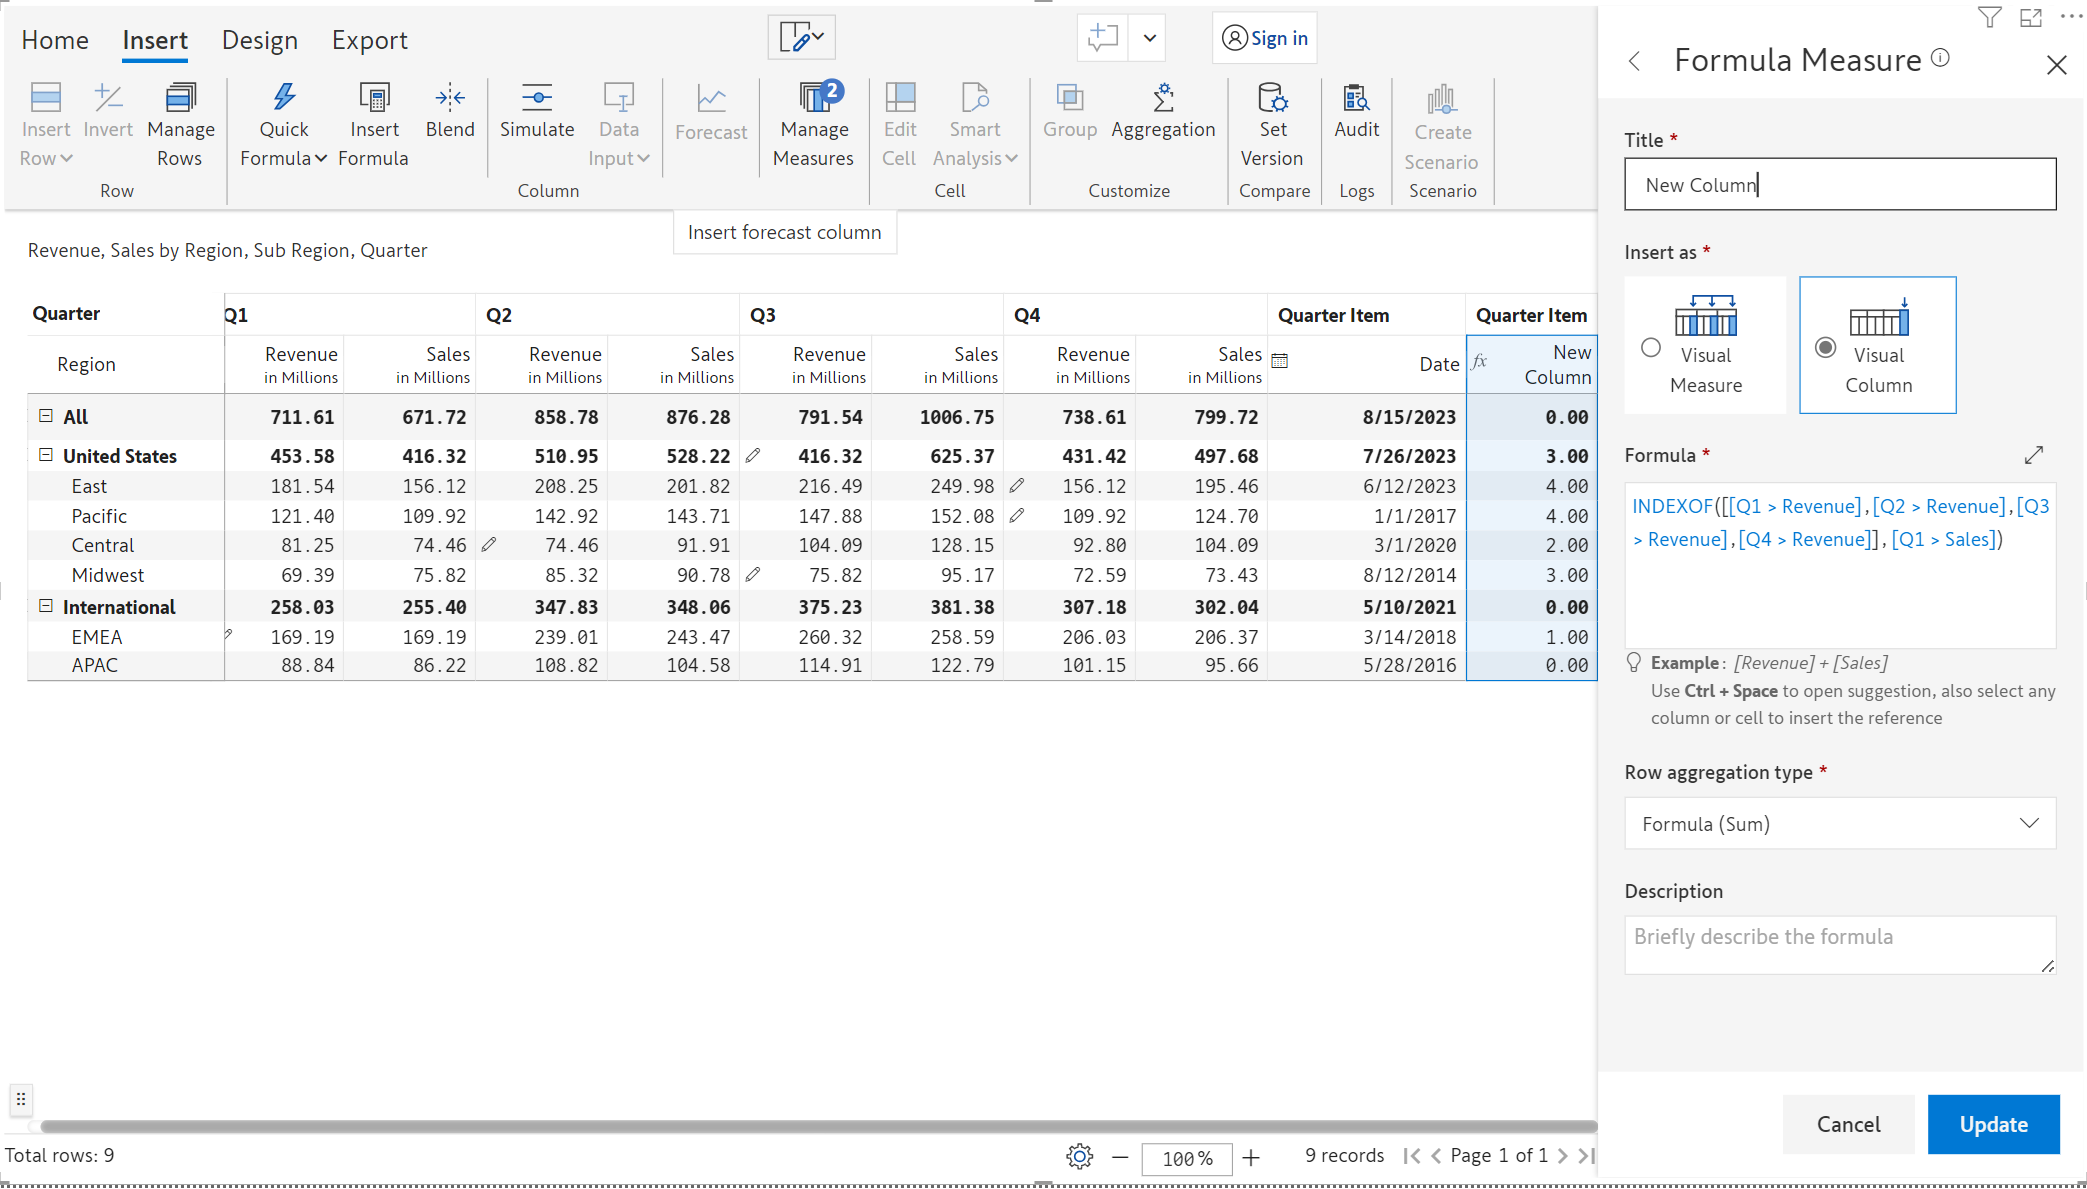 Home Insert Design Export Sign in
Insert Row Invert Manage Rows Quick Formula Insert Formula Blend Simulate Data Input Forecast Manage Measures 2 Edit Cell Smart Analysis Group Aggregation Set Version Audit Create Scenario
Row Column Cell Customize Compare Logs Scenario
Insert forecast column
Revenue, Sales by Region, Sub Region, Quarter
Quarter Q1 Q2 Q3 Q4 Quarter Item Quarter Item
Region Revenue Sales Revenue Sales Revenue Sales Revenue Sales Date fx New Column
in Millions in Millions in Millions in Millions in Millions in Millions in Millions in Millions
All 711.61 671.72 858.78 876.28 791.54 1006.75 738.61 799.72 8/15/2023 0.00
United States 453.58 416.32 510.95 528.22 416.32 625.37 431.42 497.68 7/26/2023 3.00
East 181.54 156.12 208.25 201.82 216.49 249.98 156.12 195.46 6/12/2023 4.00
Pacific 121.40 109.92 142.92 143.71 147.88 152.08 109.92 124.70 1/1/2017 4.00
Central 81.25 74.46 74.46 91.91 104.09 128.15 92.80 104.09 3/1/2020 2.00
Midwest 69.39 75.82 85.32 90.78 75.82 95.17 72.59 73.43 8/12/2014 3.00
International 258.03 255.40 347.83 348.06 375.23 381.38 307.18 302.04 5/10/2021 0.00
EMEA 169.19 169.19 239.01 243.47 260.32 258.59 206.03 206.37 3/14/2018 1.00
APAC 88.84 86.22 108.82 104.58 114.91 122.79 101.15 95.66 5/28/2016 0.00
Total rows: 9
100 %
9 records Page 1 of 1
Formula Measure
Title *
New Column
Insert as *
Visual Measure
Visual Column
Formula *
INDEXOF([[Q1 > Revenue],[Q2 > Revenue],[Q3
> Revenue],[Q4 > Revenue]],[Q1 > Sales])
Example: [Revenue] + [Sales]
Use Ctrl + Space to open suggestion, also select any
column or cell to insert the reference
Row aggregation type *
Formula (Sum)
Description
Briefly describe the formula
Cancel Update